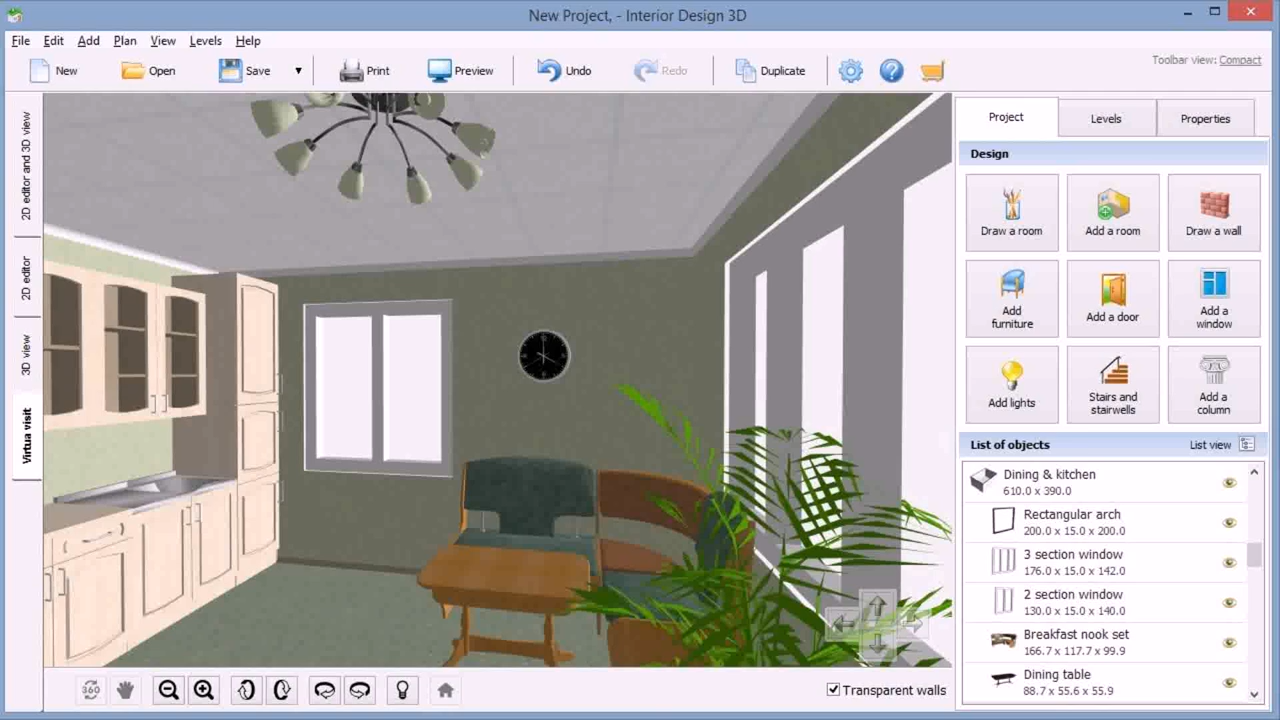 New Project, - Interior Design 3D
File Edit Add Plan View Levels Help
New Open Save Print Preview Undo Redo Duplicate
Toolbar view: Compact
2D editor and 3D view
2D editor
3D view
Virtua visit
Project Levels Properties
Design
Draw a room
Add a room
Draw a wall
Add
furniture
Add a door
Add a
window
Add lights
Stairs and
stairwells
Add a
column
List of objects List view
Dining & kitchen
610.0 x 390.0
Rectangular arch
200.0 x 15.0 x 200.0
3 section window
176.0 x 15.0 x 142.0
2 section window
130.0 x 15.0 x 140.0
Breakfast nook set
166.7 x 117.7 x 99.9
Dining table
88.7 x 55.6 x 55.9
360
Transparent walls